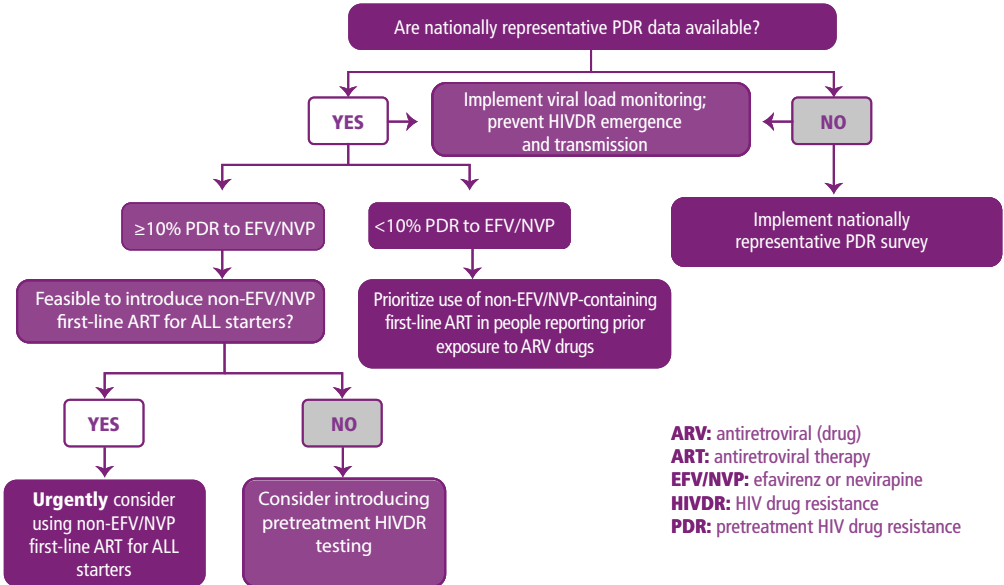 Are nationally representative PDR data available?
YES
Implement viral load monitoring;
prevent HIVDR emergence
and transmission
NO
≥10% PDR to EFV/NVP
<10% PDR to EFV/NVP
Implement nationally
representative PDR survey
Feasible to introduce non-EFV/NVP
first-line ART for ALL starters?
Prioritize use of non-EFV/NVP-containing
first-line ART in people reporting prior
exposure to ARV drugs
YES
NO
Urgently consider
using non-EFV/NVP
first-line ART for ALL
starters
Consider introducing
pretreatment HIVDR
testing
ARV: antiretroviral (drug)
ART: antiretroviral therapy
EFV/NVP: efavirenz or nevirapine
HIVDR: HIV drug resistance
PDR: pretreatment HIV drug resistance